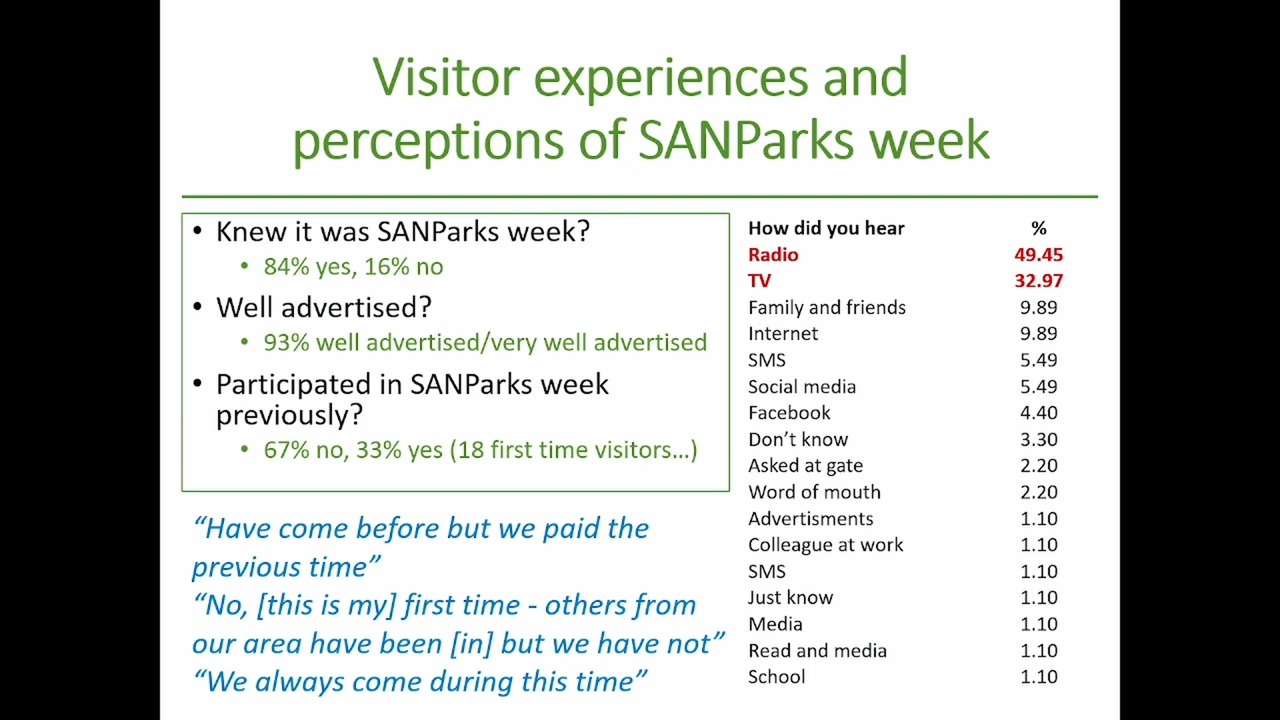 Visitor experiences and
perceptions of SANParks week
• Knew it was SANParks week?
• 84% yes, 16% no
• Well advertised?
• 93% well advertised/very well advertised
• Participated in SANParks week
previously?
• 67% no, 33% yes (18 first time visitors…)
“Have come before but we paid the
previous time”
“No, [this is my] first time - others from
our area have been [in] but we have not”
“We always come during this time”
How did you hear %
Radio 49.45
TV 32.97
Family and friends 9.89
Internet 9.89
SMS 5.49
Social media 5.49
Facebook 4.40
Don’t know 3.30
Asked at gate 2.20
Word of mouth 2.20
Advertisments 1.10
Colleague at work 1.10
SMS 1.10
Just know 1.10
Media 1.10
Read and media 1.10
School 1.10